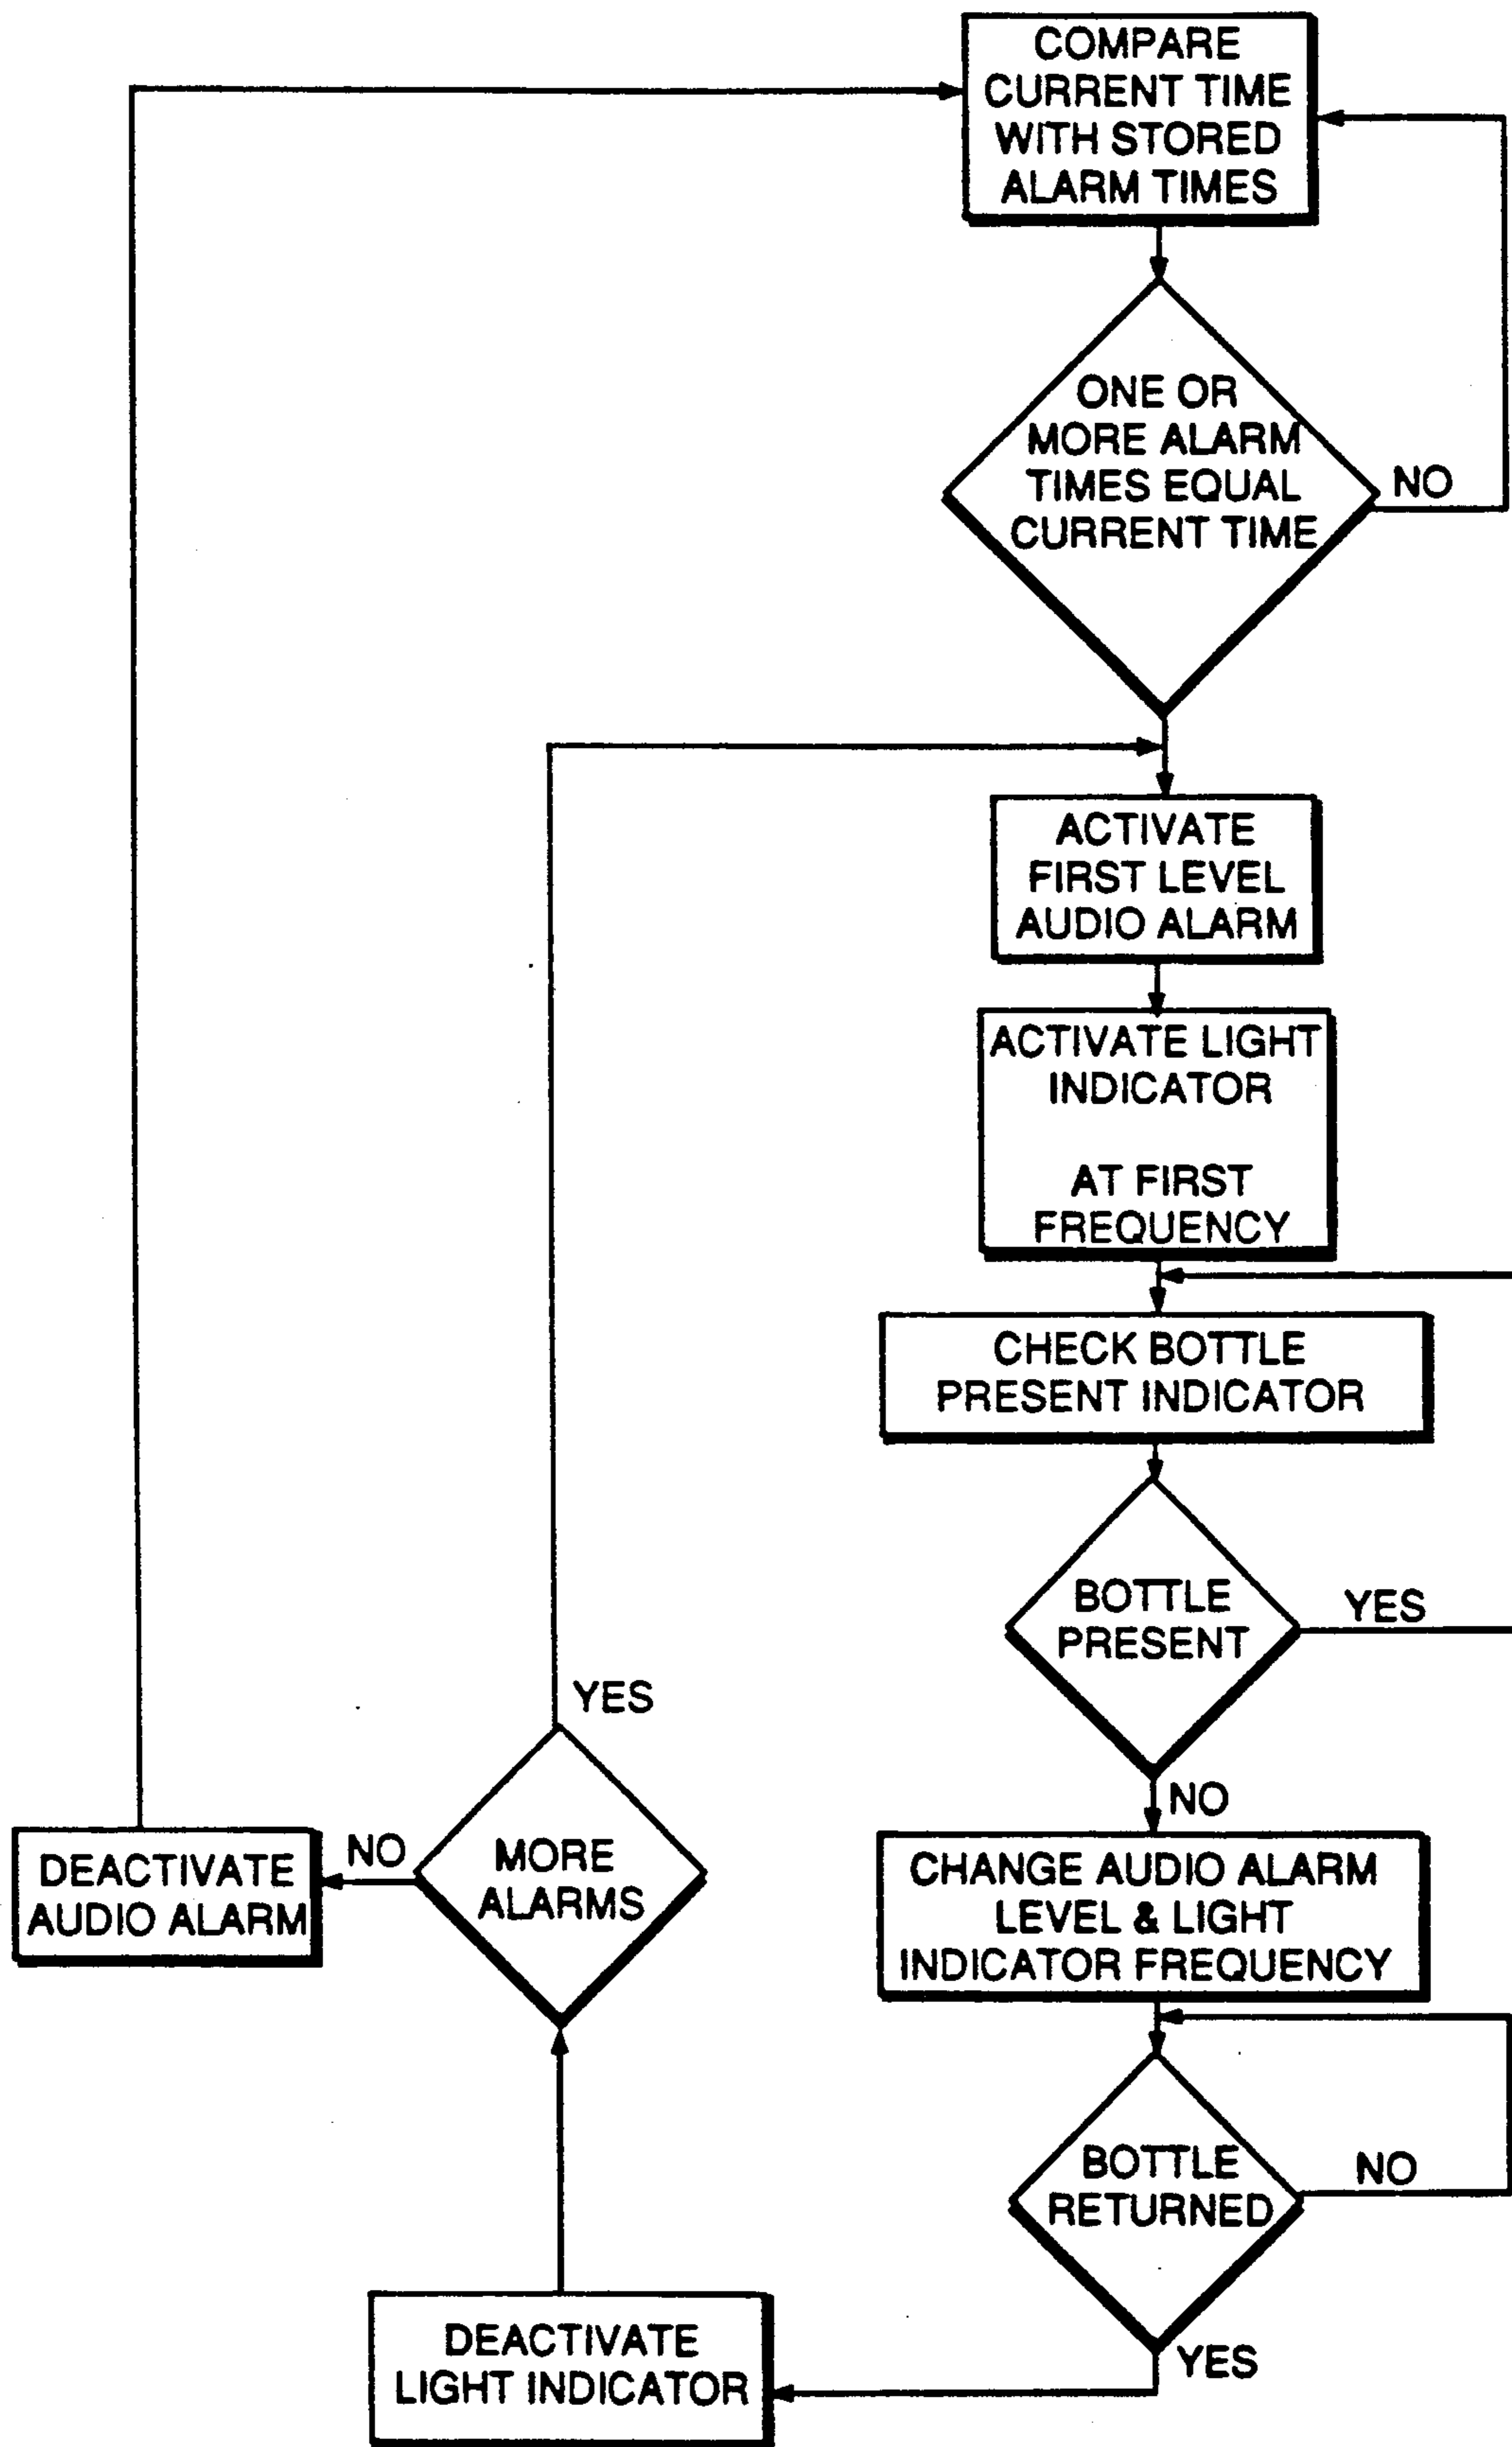 COMPARE
CURRENT TIME
WITH STORED
ALARM TIMES
ONE OR
MORE ALARM
TIMES EQUAL
CURRENT TIME
NO
ACTIVATE
FIRST LEVEL
AUDIO ALARM
ACTIVATE LIGHT
INDICATOR
AT FIRST
FREQUENCY
CHECK BOTTLE
PRESENT INDICATOR
BOTTLE
PRESENT
YES
NO
CHANGE AUDIO ALARM
LEVEL & LIGHT
INDICATOR FREQUENCY
BOTTLE
RETURNED
NO
YES
DEACTIVATE
LIGHT INDICATOR
MORE
ALARMS
YES
NO
DEACTIVATE
AUDIO ALARM